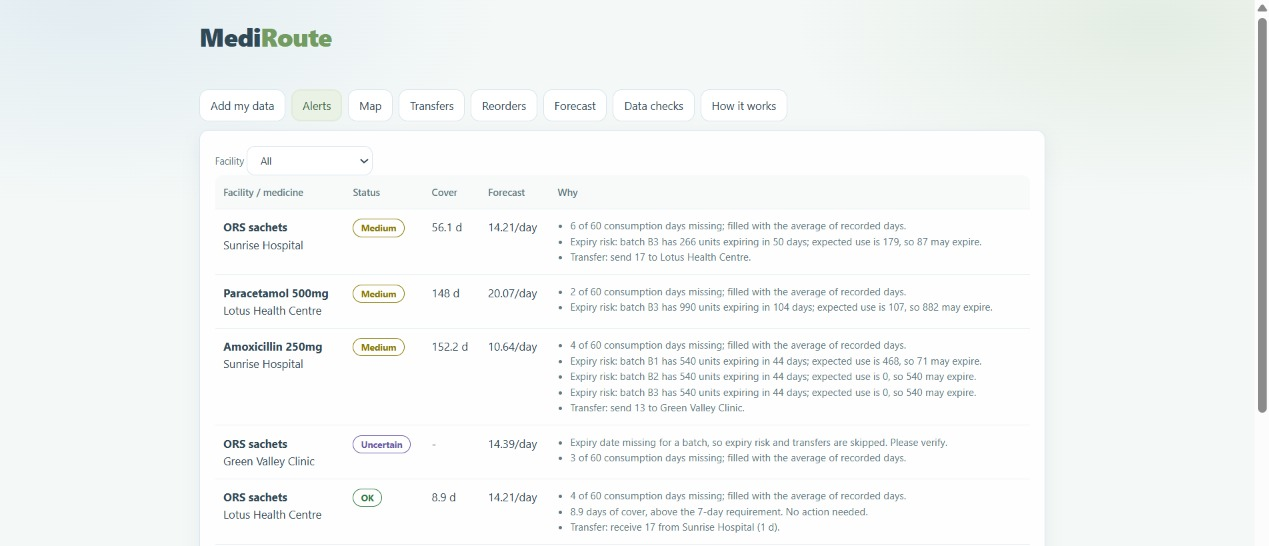 MediRoute
Add my data Alerts Map Transfers Reorders Forecast Data checks How it works
Facility All
Facility / medicine Status Cover Forecast Why
ORS sachets
Sunrise Hospital
Medium
56.1 d
14.21/day
• 6 of 60 consumption days missing; filled with the average of recorded days.
• Expiry risk: batch B3 has 266 units expiring in 50 days; expected use is 179, so 87 may expire.
• Transfer: send 17 to Lotus Health Centre.
Paracetamol 500mg
Lotus Health Centre
Medium
148 d
20.07/day
• 2 of 60 consumption days missing; filled with the average of recorded days.
• Expiry risk: batch B3 has 990 units expiring in 104 days; expected use is 107, so 882 may expire.
Amoxicillin 250mg
Sunrise Hospital
Medium
152.2 d
10.64/day
• 4 of 60 consumption days missing; filled with the average of recorded days.
• Expiry risk: batch B1 has 540 units expiring in 44 days; expected use is 468, so 71 may expire.
• Expiry risk: batch B2 has 540 units expiring in 44 days; expected use is 0, so 540 may expire.
• Expiry risk: batch B3 has 540 units expiring in 44 days; expected use is 0, so 540 may expire.
• Transfer: send 13 to Green Valley Clinic.
ORS sachets
Green Valley Clinic
Uncertain
-
14.39/day
• Expiry date missing for a batch, so expiry risk and transfers are skipped. Please verify.
• 3 of 60 consumption days missing; filled with the average of recorded days.
ORS sachets
Lotus Health Centre
OK
8.9 d
14.21/day
• 4 of 60 consumption days missing; filled with the average of recorded days.
• 8.9 days of cover, above the 7-day requirement. No action needed.
• Transfer: receive 17 from Sunrise Hospital (1 d).